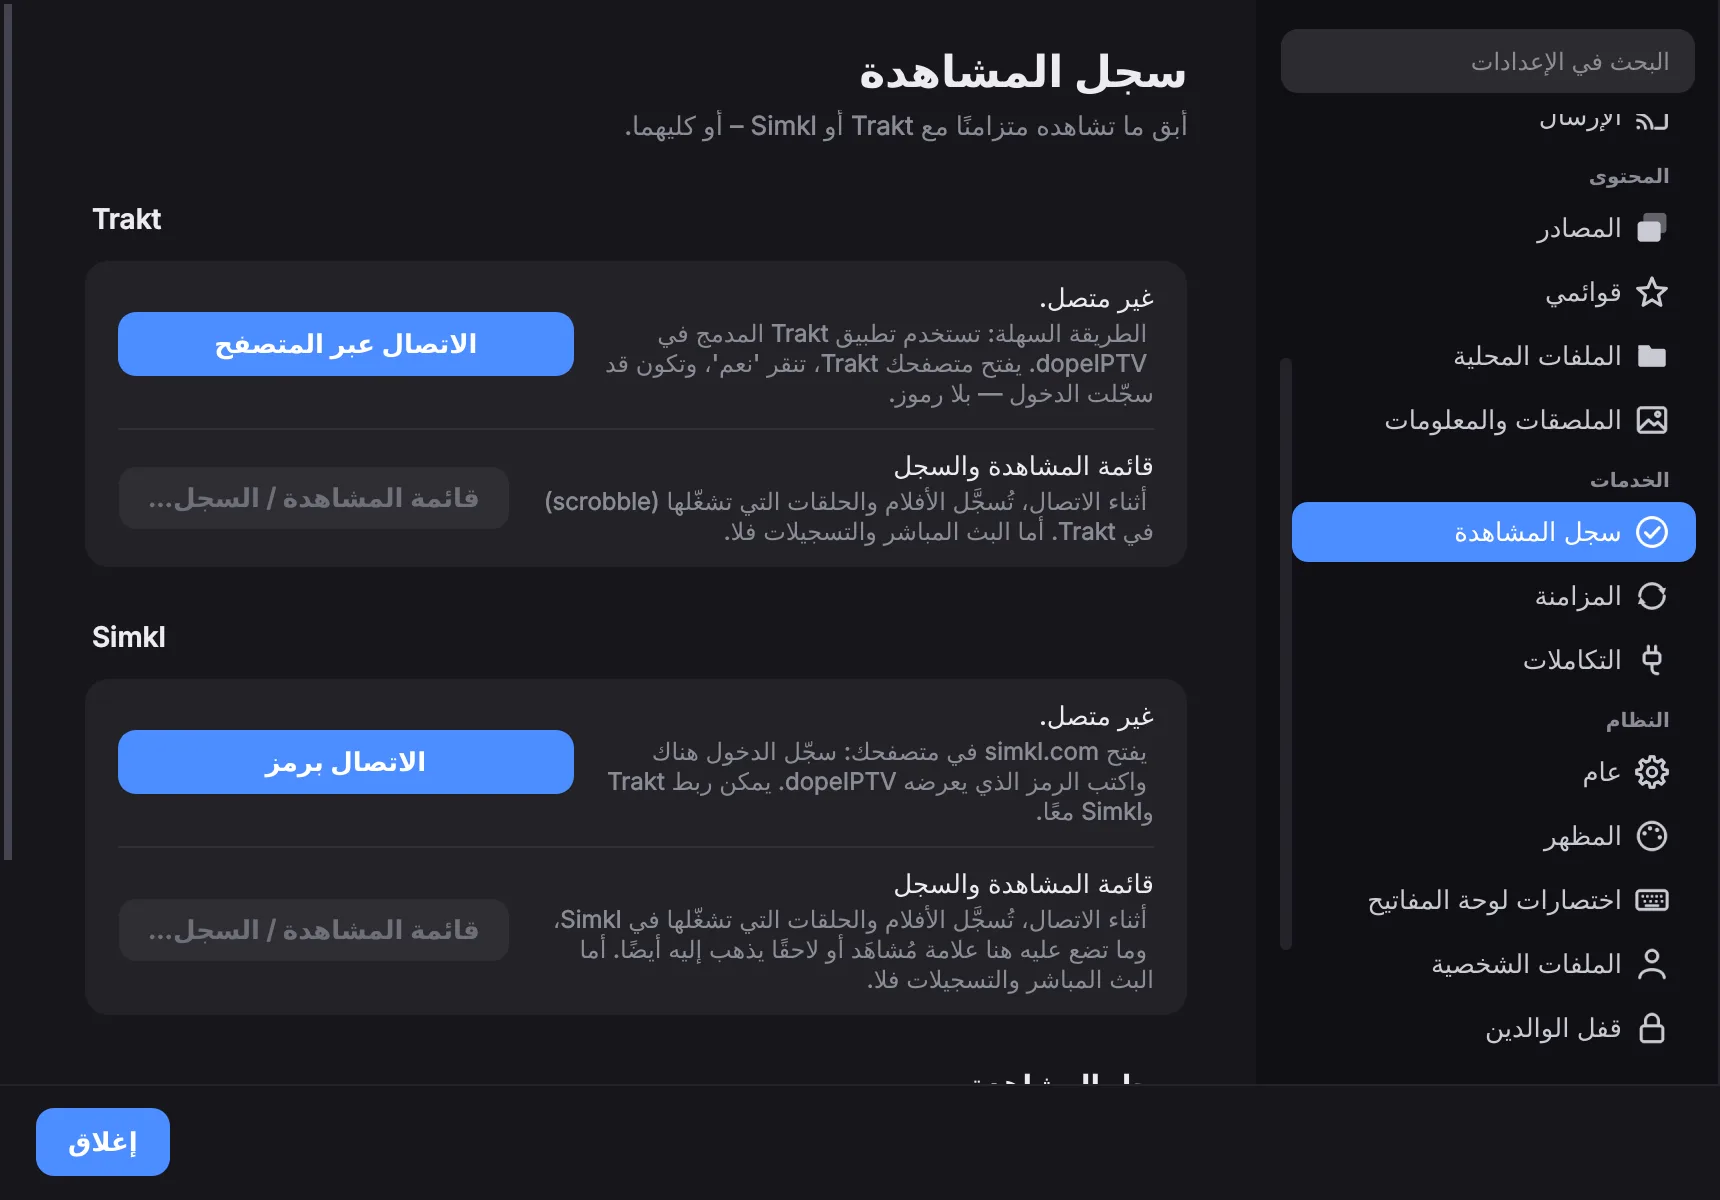 البحث في الإعدادات
الإرسال
المحتوى
المصادر
قوائمي
الملفات المحلية
الملصقات والمعلومات
الخدمات
سجل المشاهدة
المزامنة
التكاملات
النظام
عام
المظهر
اختصارات لوحة المفاتيح
الملفات الشخصية
قفل الوالدين
سجل المشاهدة
أبق ما تشاهده متزامنًا مع Trakt أو Simkl – أو كليهما.
Trakt
غير متصل.
الطريقة السهلة: تستخدم تطبيق Trakt المدمج في
dopeIPTV. يفتح متصفحك Trakt، تنقر 'نعم'، وتكون قد
سجّلت الدخول — بلا رموز.
الاتصال عبر المتصفح
قائمة المشاهدة والسجل
أثناء الاتصال، تُسجَّل الأفلام والحلقات التي تشغّلها (scrobble)
في Trakt. أما البث المباشر والتسجيلات فلا.
قائمة المشاهدة / السجل...
Simkl
غير متصل.
يفتح simkl.com في متصفحك: سجّل الدخول هناك
واكتب الرمز الذي يعرضه dopeIPTV. يمكن ربط Trakt
وSimkl معًا.
الاتصال برمز
قائمة المشاهدة والسجل
أثناء الاتصال، تُسجَّل الأفلام والحلقات التي تشغّلها في Simkl،
وما تضع عليه هنا علامة مُشاهَد أو لاحقًا يذهب إليه أيضًا. أما
البث المباشر والتسجيلات فلا.
قائمة المشاهدة / السجل...
إغلاق